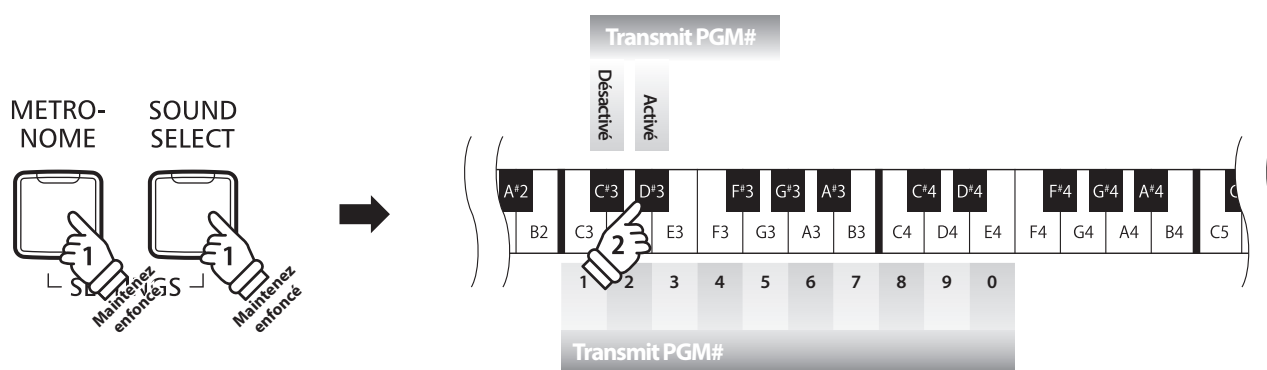 Transmit PGM#
Désactivé
Activé
METRO-
NOME
SOUND
SELECT
A#2 C#3 D#3 F#3 G#3 A#3 C#4 D#4 F#4 G#4 A#4
B2 C3 E3 F3 G3 A3 B3 C4 D4 E4 F4 G4 A4 B4 C5
1
1
2
Maintenez
enfoncé
Maintenez
enfoncé
1 2 3 4 5 6 7 8 9 0
Transmit PGM#